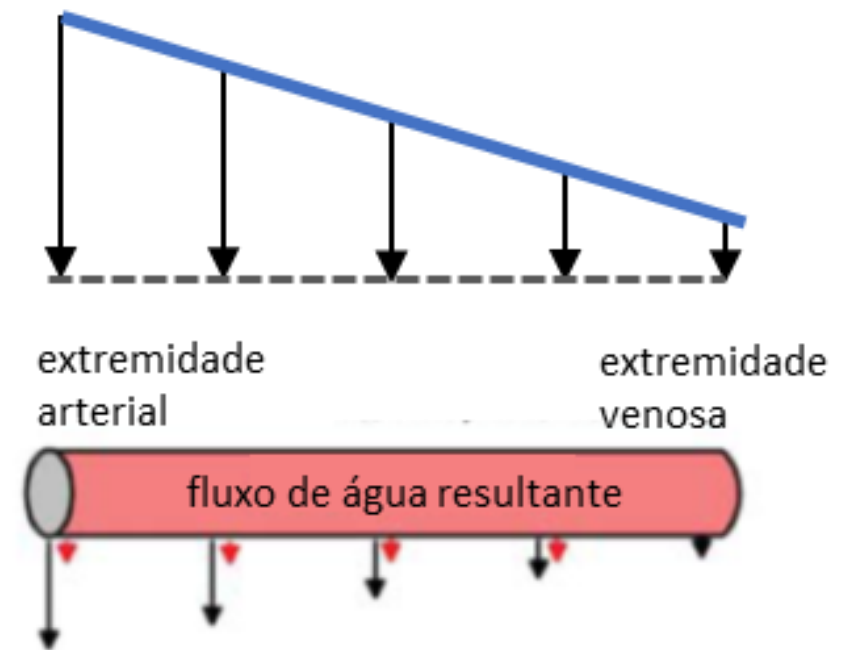 extremidade
arterial
extremidade
venosa
fluxo de água resultante